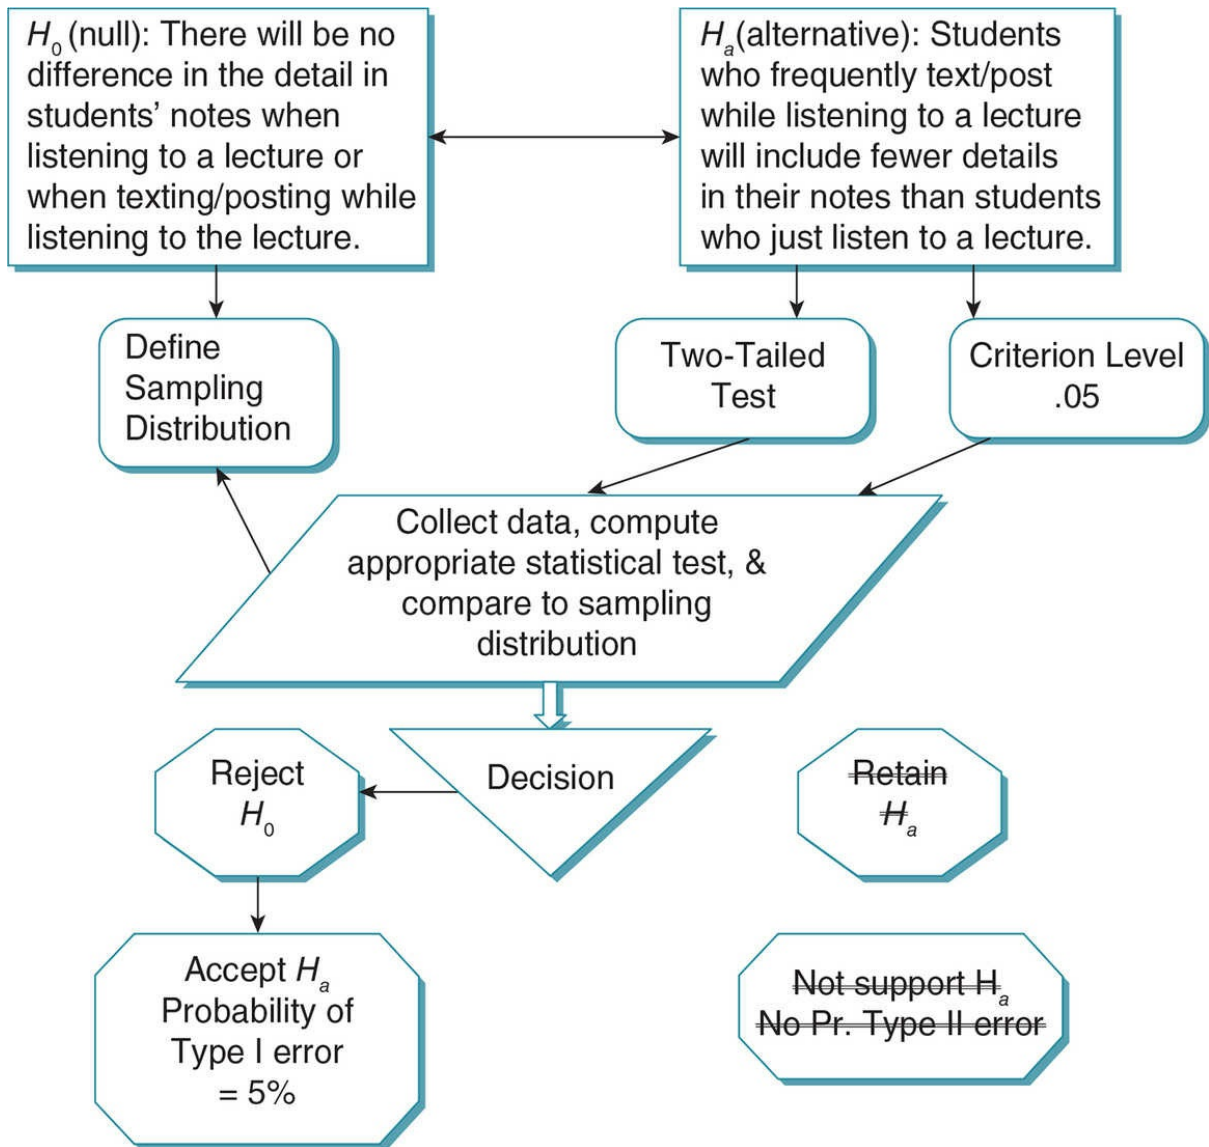 H₀ (null): There will be no
difference in the detail in
students’ notes when
listening to a lecture or
when texting/posting while
listening to the lecture.
Hₐ(alternative): Students
who frequently text/post
while listening to a lecture
will include fewer details
in their notes than students
who just listen to a lecture.
Define
Sampling
Distribution
Two-Tailed
Test
Criterion Level
.05
Collect data, compute
appropriate statistical test, &
compare to sampling
distribution
Decision
Reject
H₀
Retain
Hₐ
Accept Hₐ
Probability of
Type I error
= 5%
Not support Hₐ
No Pr. Type II error